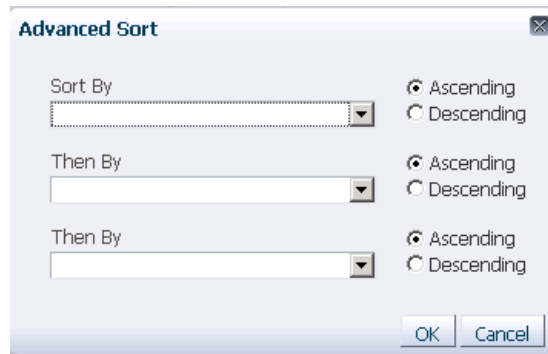 Advanced Sort
Sort By
Ascending
Descending
Then By
Ascending
Descending
Then By
Ascending
Descending
OK Cancel